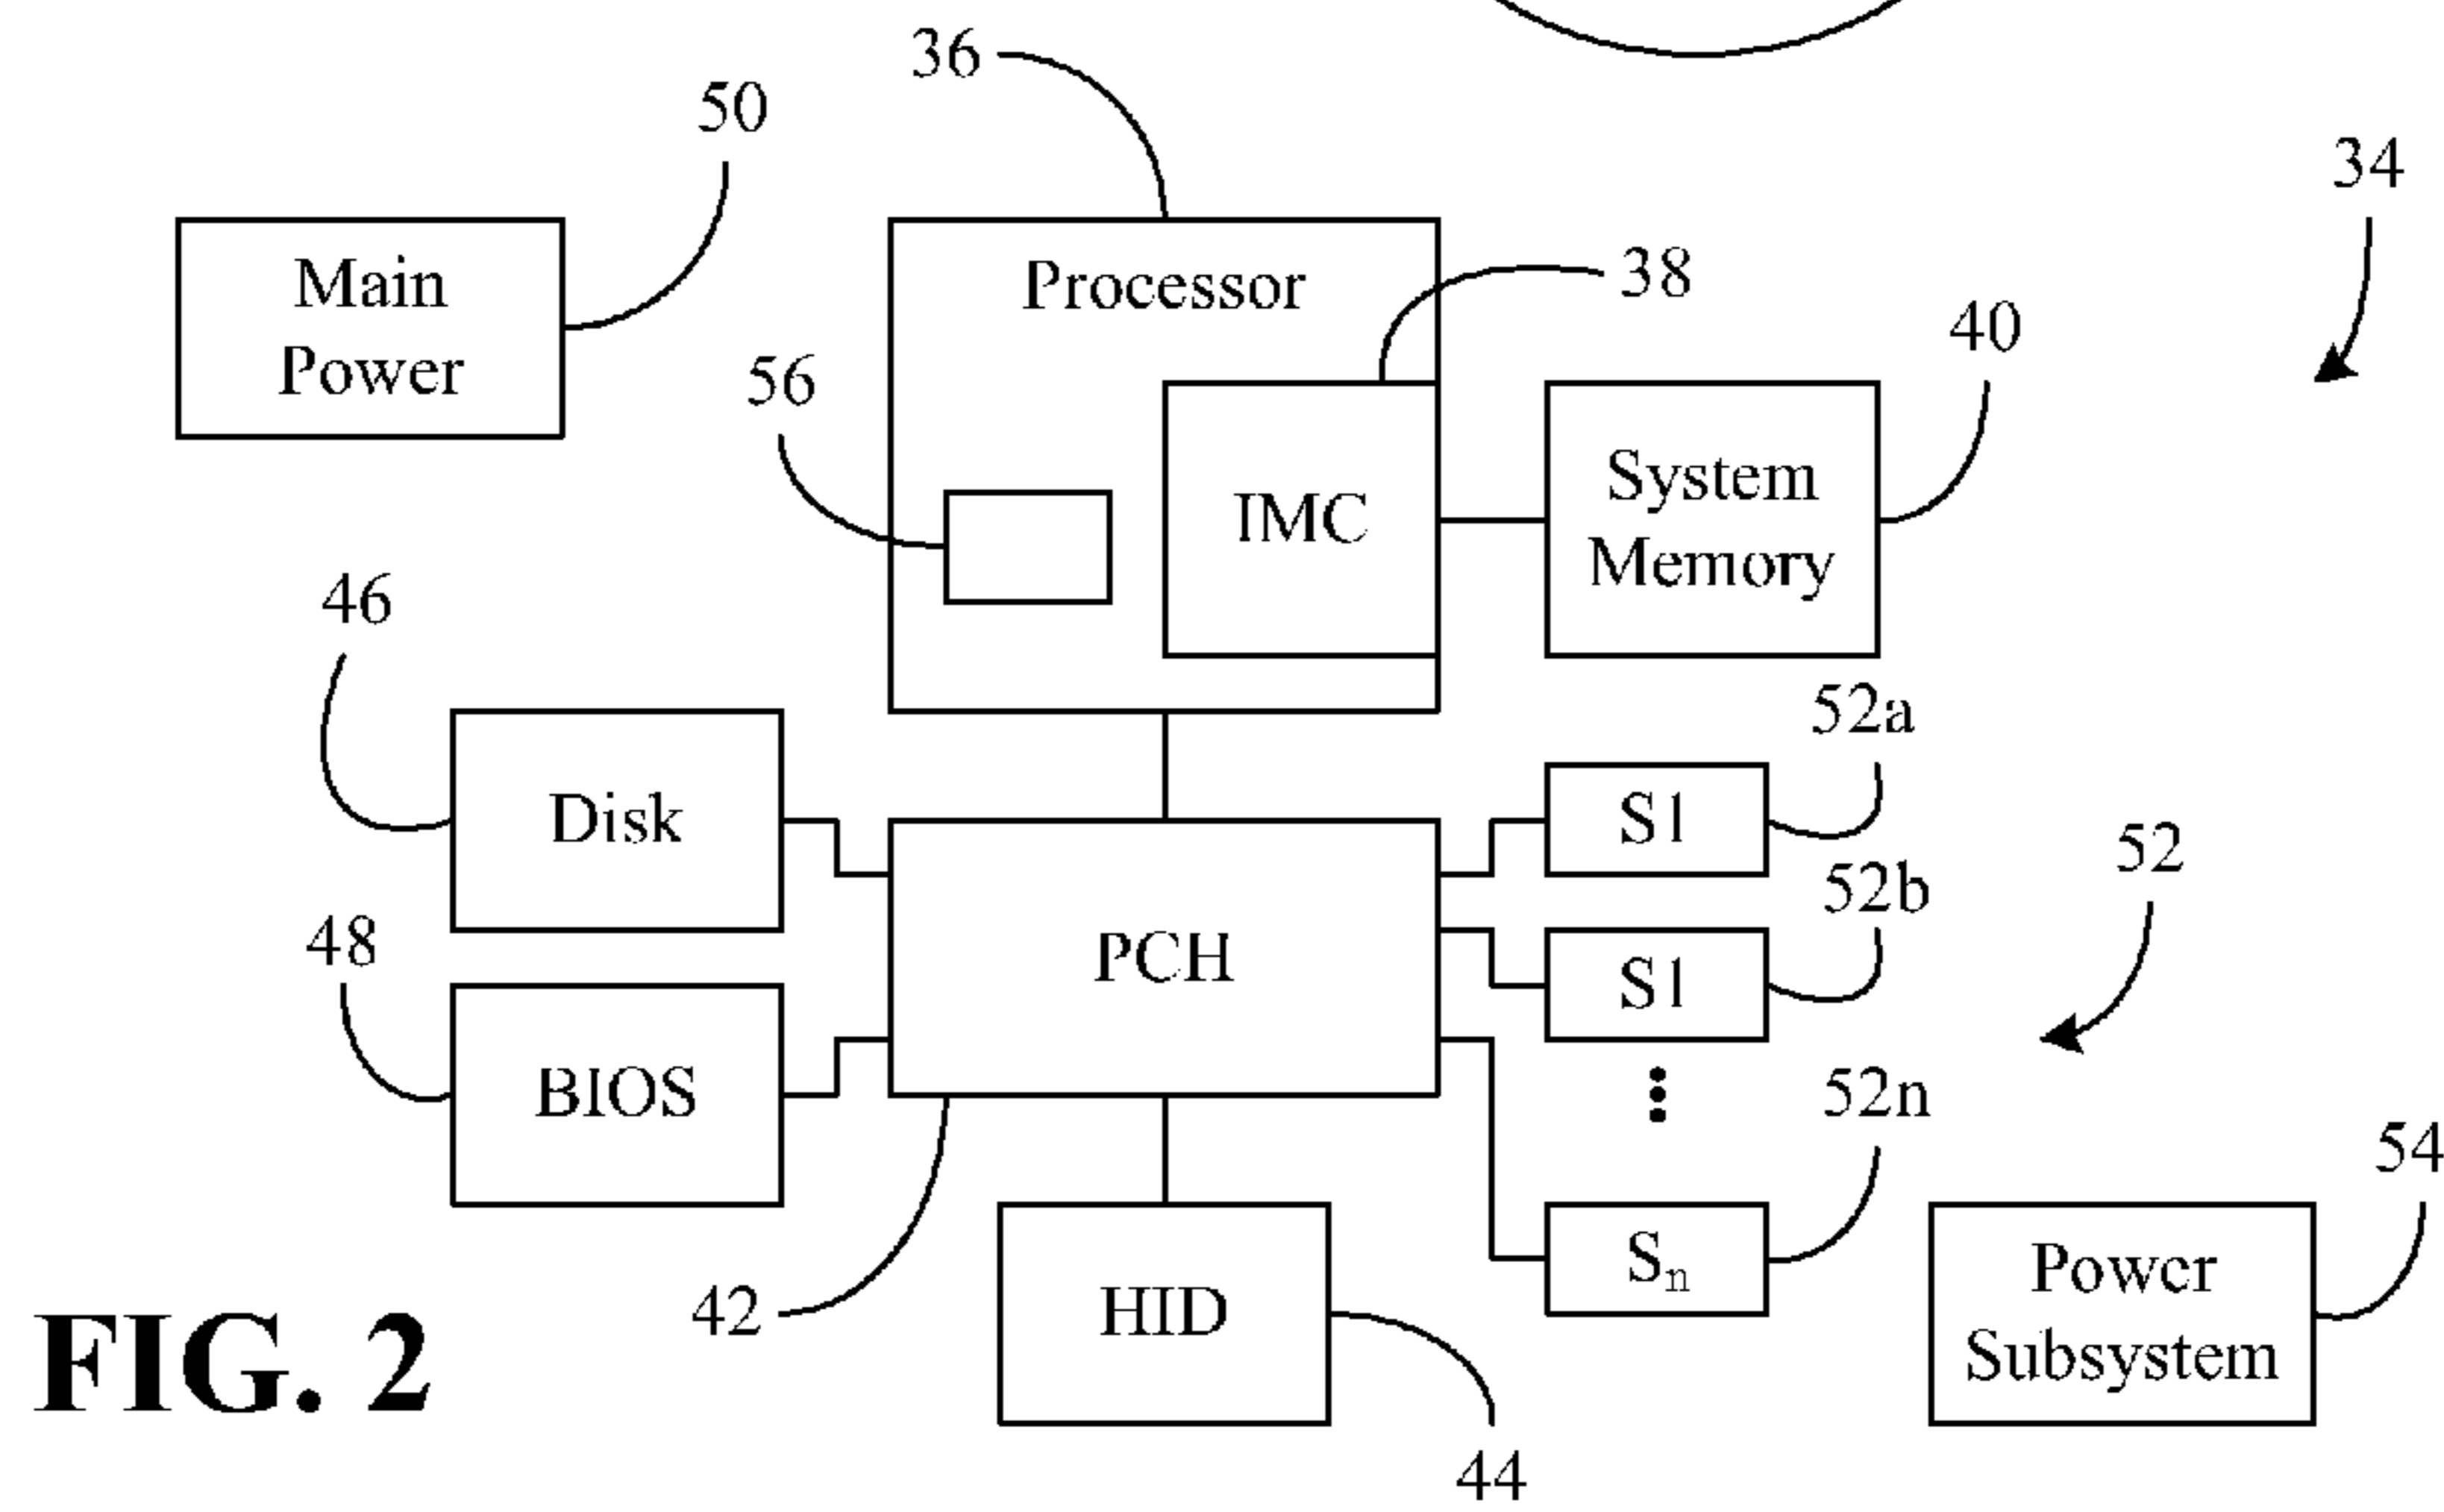 36
50
34
Main
Power
Processor
38
40
56
System
Memory
IMC
46
52a
Disk
S1
52
52b
48
PCH
S1
BIOS
52n
54
42
HID
Sn
Power
Subsystem
FIG. 2
44